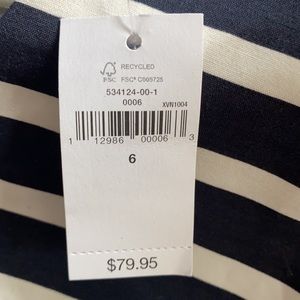 RECYCLED
FSC FSC® C005725
534124-00-1
0006 XVN1004
1 12986 00006 3
6
$79.95